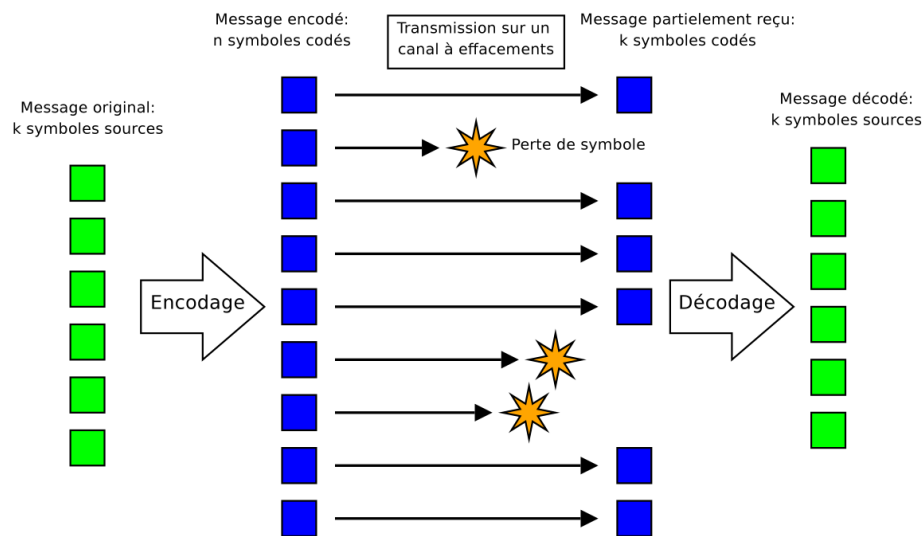 Message encodé:
n symboles codés
Transmission sur un
canal à effacements
Message partielement reçu:
k symboles codés
Message original:
k symboles sources
Message décodé:
k symboles sources
Perte de symbole
Encodage
Décodage